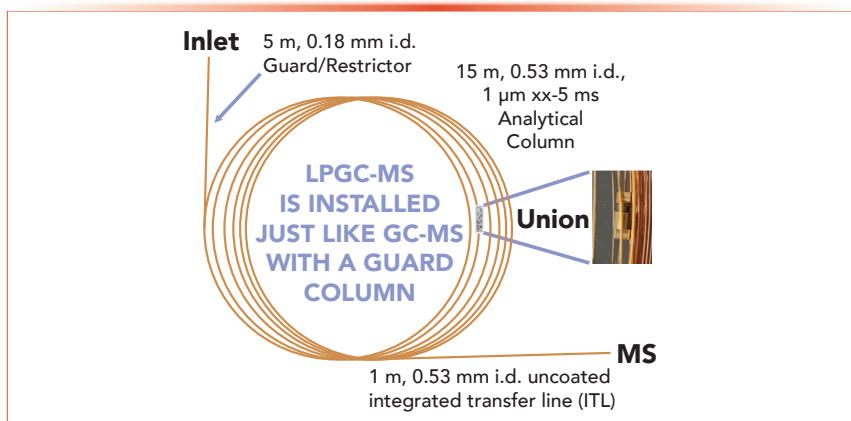 Inlet
5 m, 0.18 mm i.d.
Guard/Restrictor
15 m, 0.53 mm i.d.,
1 µm xx-5 ms
Analytical
Column
LPGC-MS
IS INSTALLED
JUST LIKE GC-MS
WITH A GUARD
COLUMN
Union
MS
1 m, 0.53 mm i.d. uncoated
integrated transfer line (ITL)